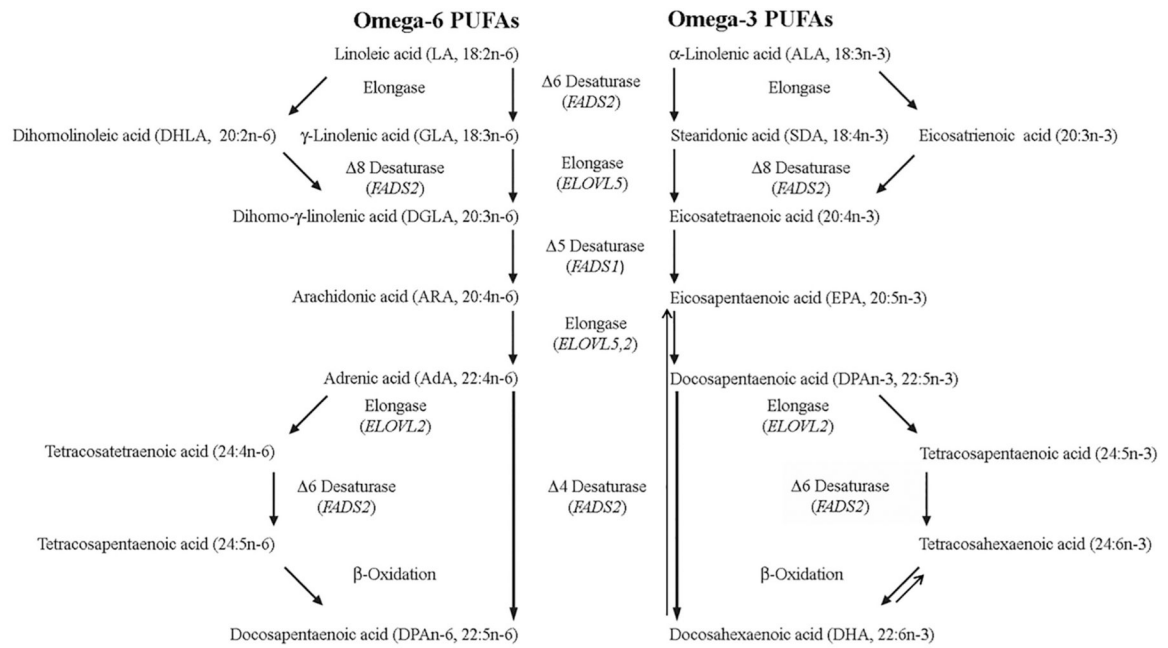 Omega-6 PUFAs
Omega-3 PUFAs
Linoleic acid (LA, 18:2n-6)
α-Linolenic acid (ALA, 18:3n-3)
Elongase
Δ6 Desaturase
(FADS2)
Elongase
Dihomolinoleic acid (DHLA, 20:2n-6)
γ-Linolenic acid (GLA, 18:3n-6)
Stearidonic acid (SDA, 18:4n-3)
Eicosatrienoic acid (20:3n-3)
Δ8 Desaturase
(FADS2)
Elongase
(ELOVL5)
Δ8 Desaturase
(FADS2)
Dihomo-γ-linolenic acid (DGLA, 20:3n-6)
Eicosatetraenoic acid (20:4n-3)
Δ5 Desaturase
(FADS1)
Arachidonic acid (ARA, 20:4n-6)
Eicosapentaenoic acid (EPA, 20:5n-3)
Elongase
(ELOVL5,2)
Adrenic acid (AdA, 22:4n-6)
Docosapentaenoic acid (DPAn-3, 22:5n-3)
Elongase
(ELOVL2)
Elongase
(ELOVL2)
Tetracosatetraenoic acid (24:4n-6)
Tetracosapentaenoic acid (24:5n-3)
Δ6 Desaturase
(FADS2)
Δ4 Desaturase
(FADS2)
Δ6 Desaturase
(FADS2)
Tetracosapentaenoic acid (24:5n-6)
Tetracosahexaenoic acid (24:6n-3)
β-Oxidation
β-Oxidation
Docosapentaenoic acid (DPAn-6, 22:5n-6)
Docosahexaenoic acid (DHA, 22:6n-3)